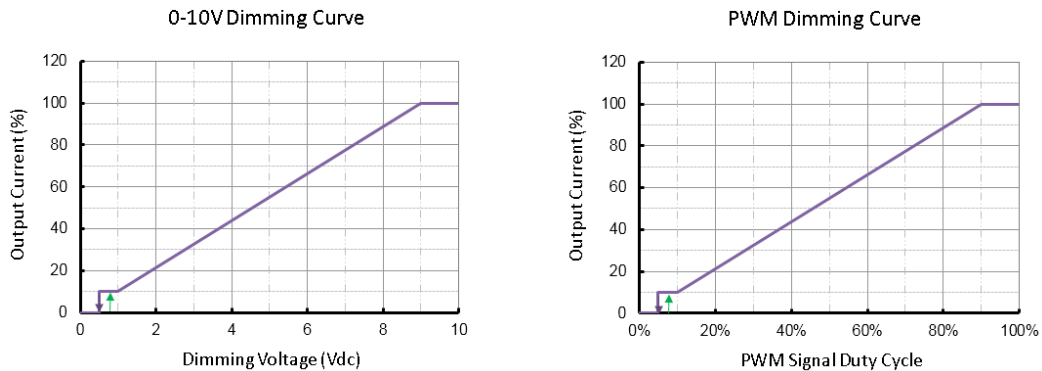 0-10V Dimming Curve
120
100
80
60
40
20
0
Output Current (%)
0 2 4 6 8 10
Dimming Voltage (Vdc)
PWM Dimming Curve
120
100
80
60
40
20
0
Output Current (%)
0% 20% 40% 60% 80% 100%
PWM Signal Duty Cycle